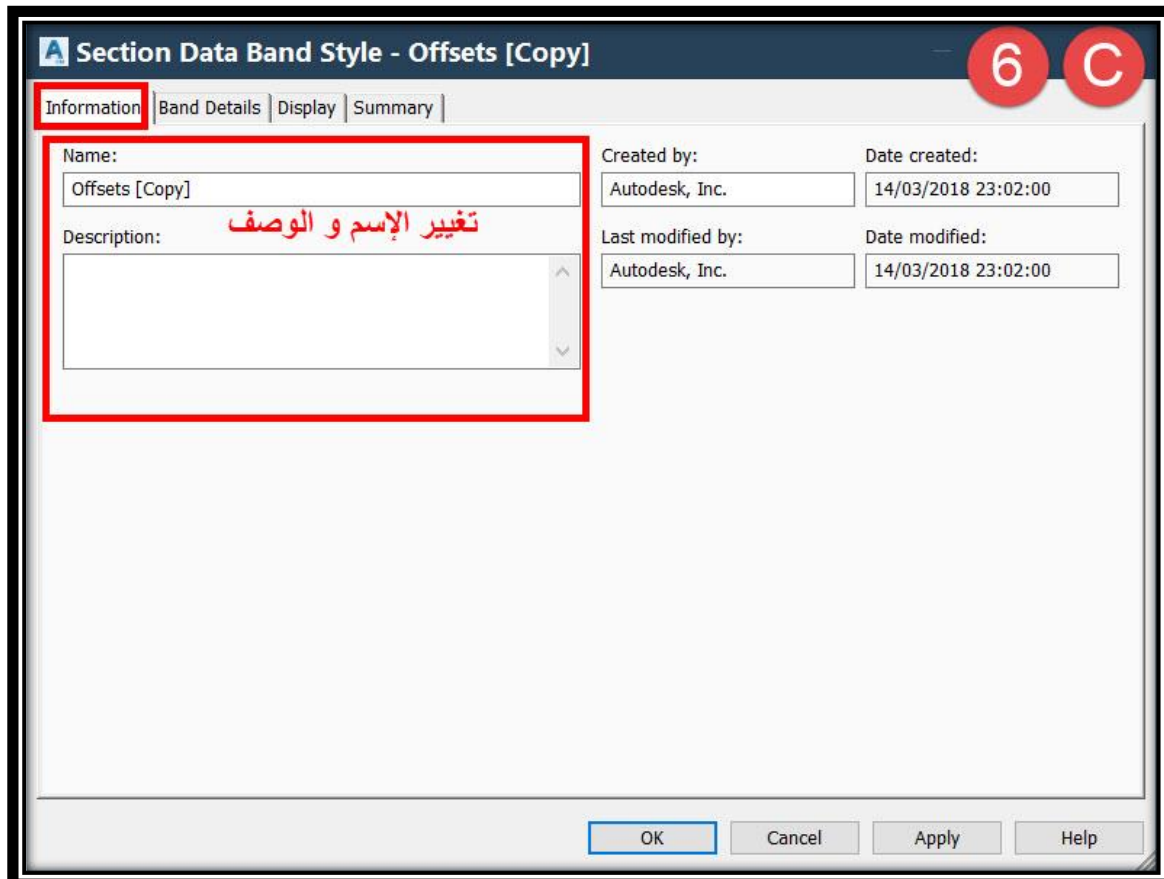 Section Data Band Style - Offsets [Copy]
6 C
Information Band Details Display Summary
Name:
Offsets [Copy]
تغيير الإسم و الوصف
Description:
Created by:
Date created:
Autodesk, Inc.
14/03/2018 23:02:00
Last modified by:
Date modified:
Autodesk, Inc.
14/03/2018 23:02:00
OK Cancel Apply Help